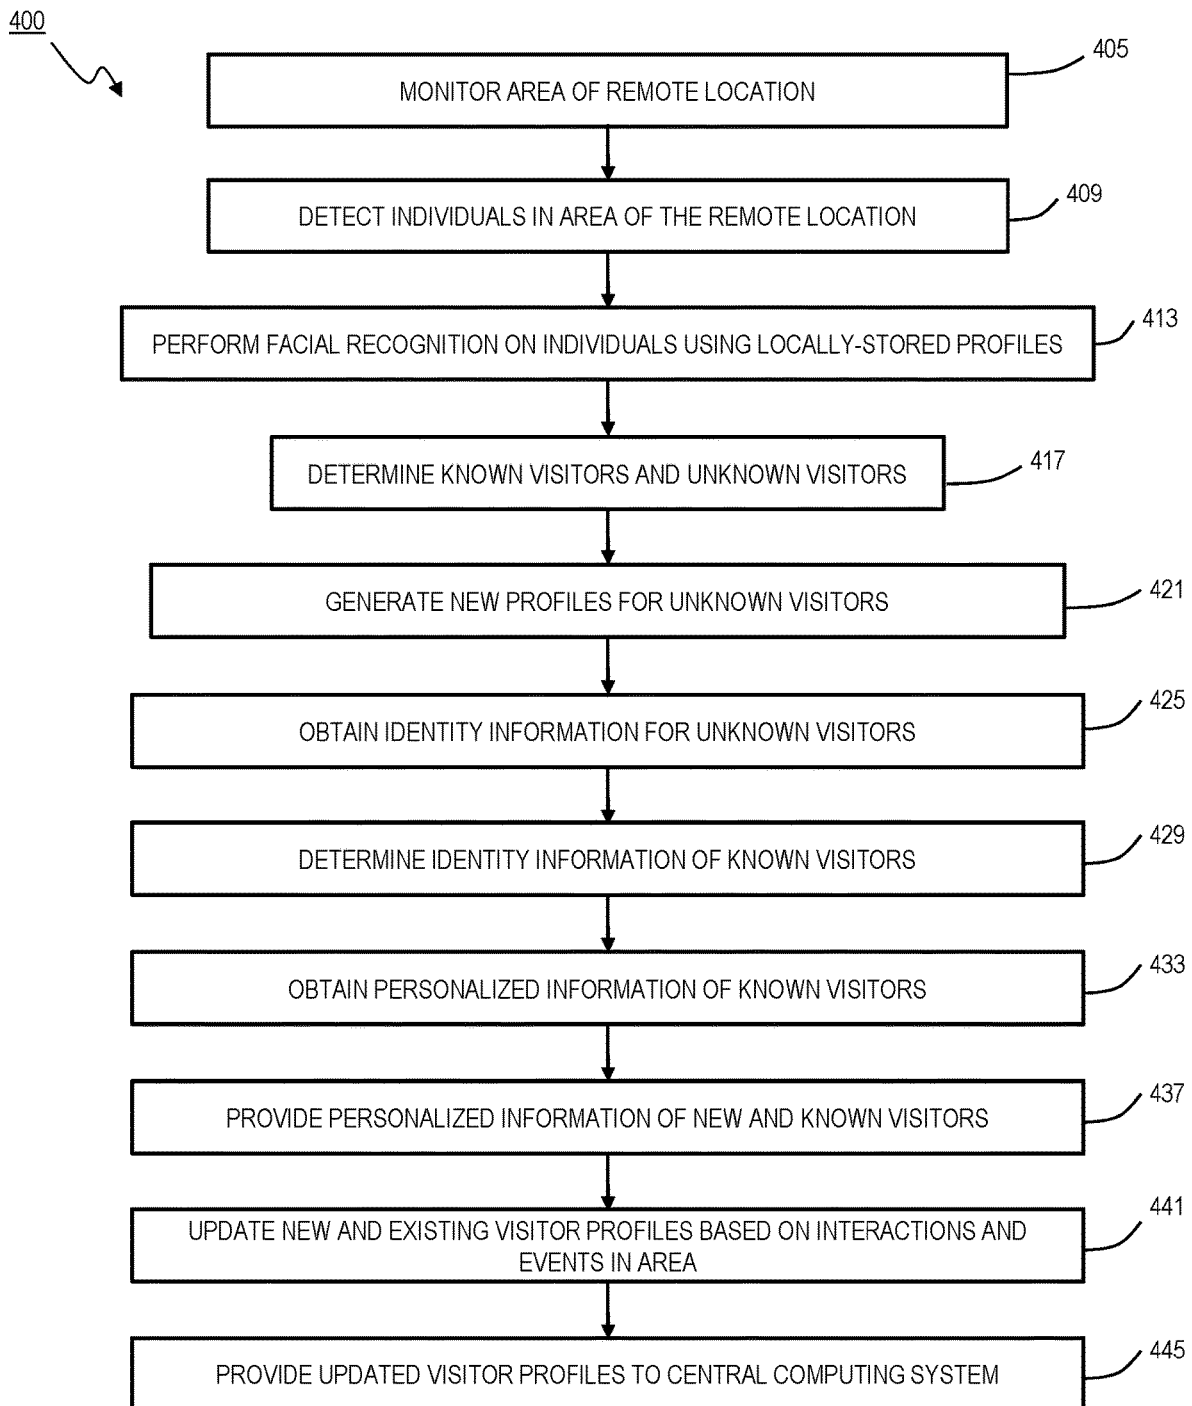 400
405
MONITOR AREA OF REMOTE LOCATION
409
DETECT INDIVIDUALS IN AREA OF THE REMOTE LOCATION
413
PERFORM FACIAL RECOGNITION ON INDIVIDUALS USING LOCALLY-STORED PROFILES
417
DETERMINE KNOWN VISITORS AND UNKNOWN VISITORS
421
GENERATE NEW PROFILES FOR UNKNOWN VISITORS
425
OBTAIN IDENTITY INFORMATION FOR UNKNOWN VISITORS
429
DETERMINE IDENTITY INFORMATION OF KNOWN VISITORS
433
OBTAIN PERSONALIZED INFORMATION OF KNOWN VISITORS
437
PROVIDE PERSONALIZED INFORMATION OF NEW AND KNOWN VISITORS
441
UPDATE NEW AND EXISTING VISITOR PROFILES BASED ON INTERACTIONS AND
EVENTS IN AREA
445
PROVIDE UPDATED VISITOR PROFILES TO CENTRAL COMPUTING SYSTEM